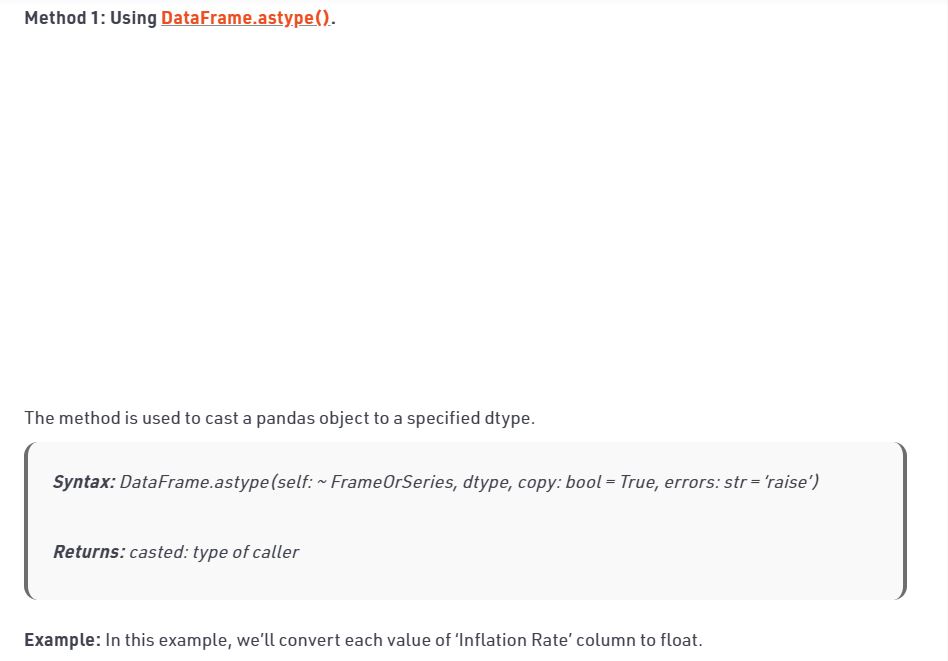 Method 1: Using DataFrame.astype().
The method is used to cast a pandas object to a specified dtype.
Syntax: DataFrame.astype(self: ~ FrameOrSeries, dtype, copy: bool = True, errors: str = ‘raise’)
Returns: casted: type of caller
Example: In this example, we’ll convert each value of ‘Inflation Rate’ column to float.